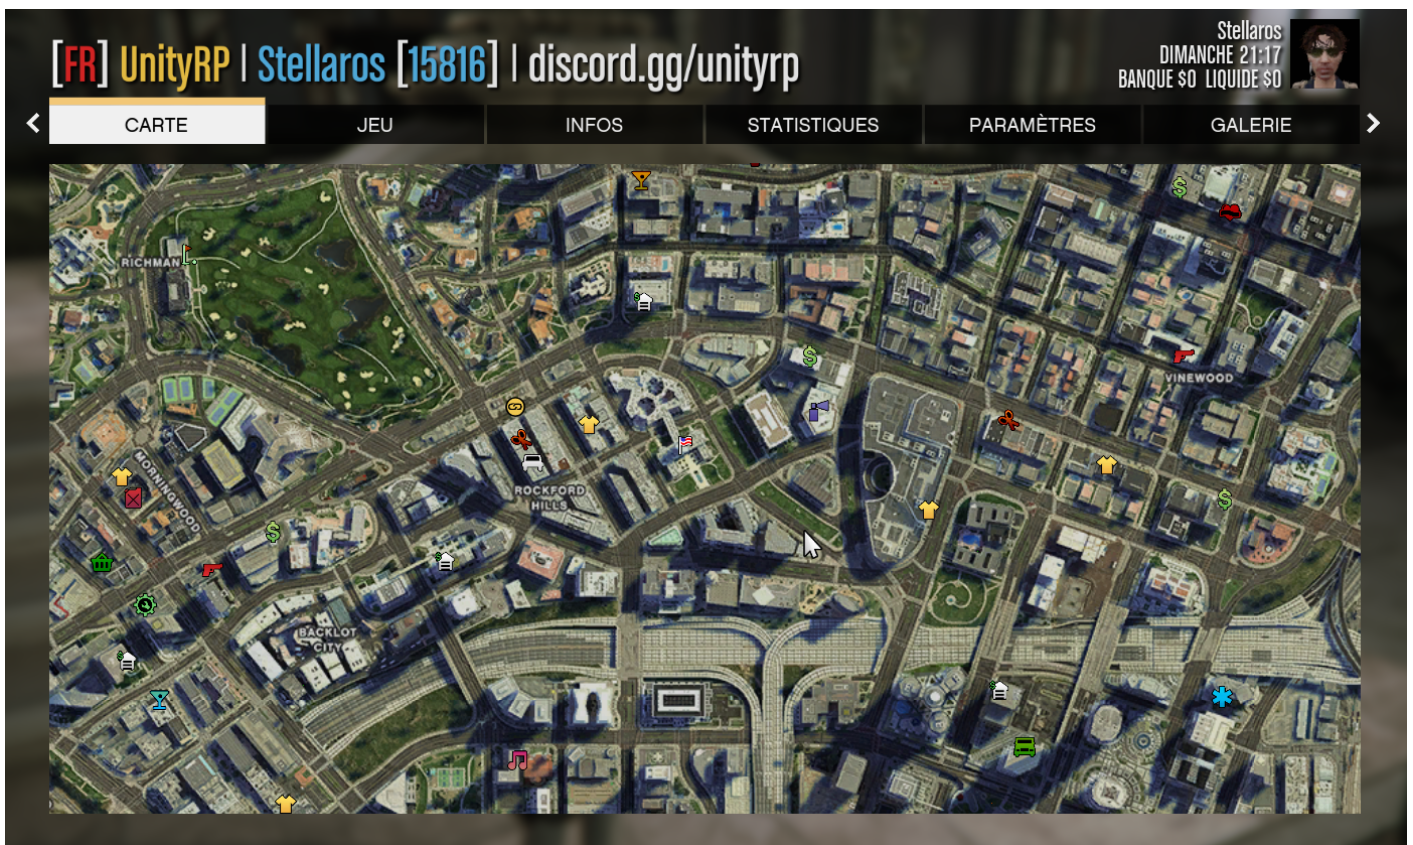 Stellaros
[FR] UnityRP | Stellaros [15816] | discord.gg/unityrp
DIMANCHE 21:17
BANQUE $0 LIQUIDE $0
CARTE
JEU
INFOS
STATISTIQUES
PARAMÈTRES
GALERIE
RICHMAN
VINEWOOD
MORNINGWOOD
ROCKFORD
HILLS
BACKLOT
CITY